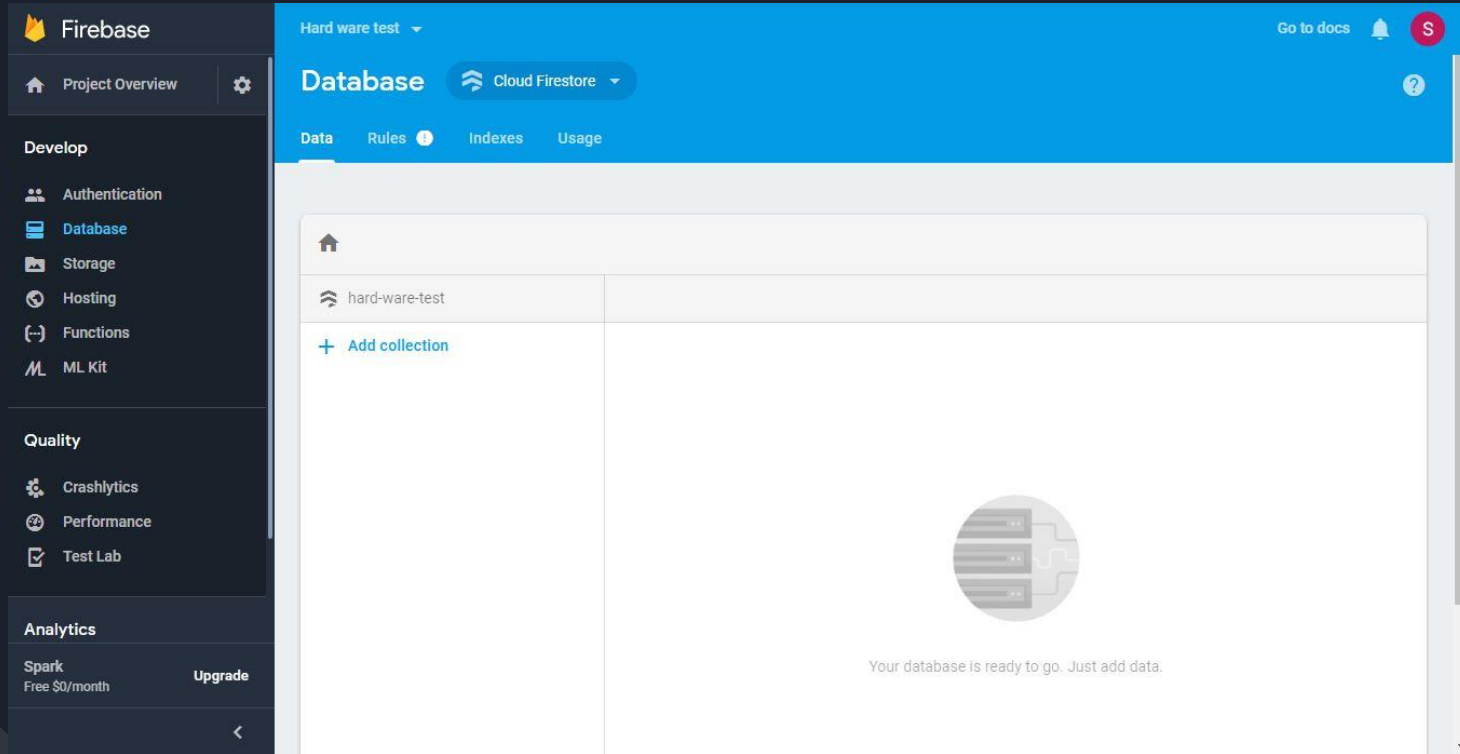 Firebase
Project Overview
Develop
Authentication
Database
Storage
Hosting
Functions
ML Kit
Quality
Crashlytics
Performance
Test Lab
Analytics
Spark
Free $0/month
Upgrade
Hard ware test
Go to docs
S
Database
Cloud Firestore
Data
Rules
Indexes
Usage
hard-ware-test
Add collection
Your database is ready to go. Just add data.